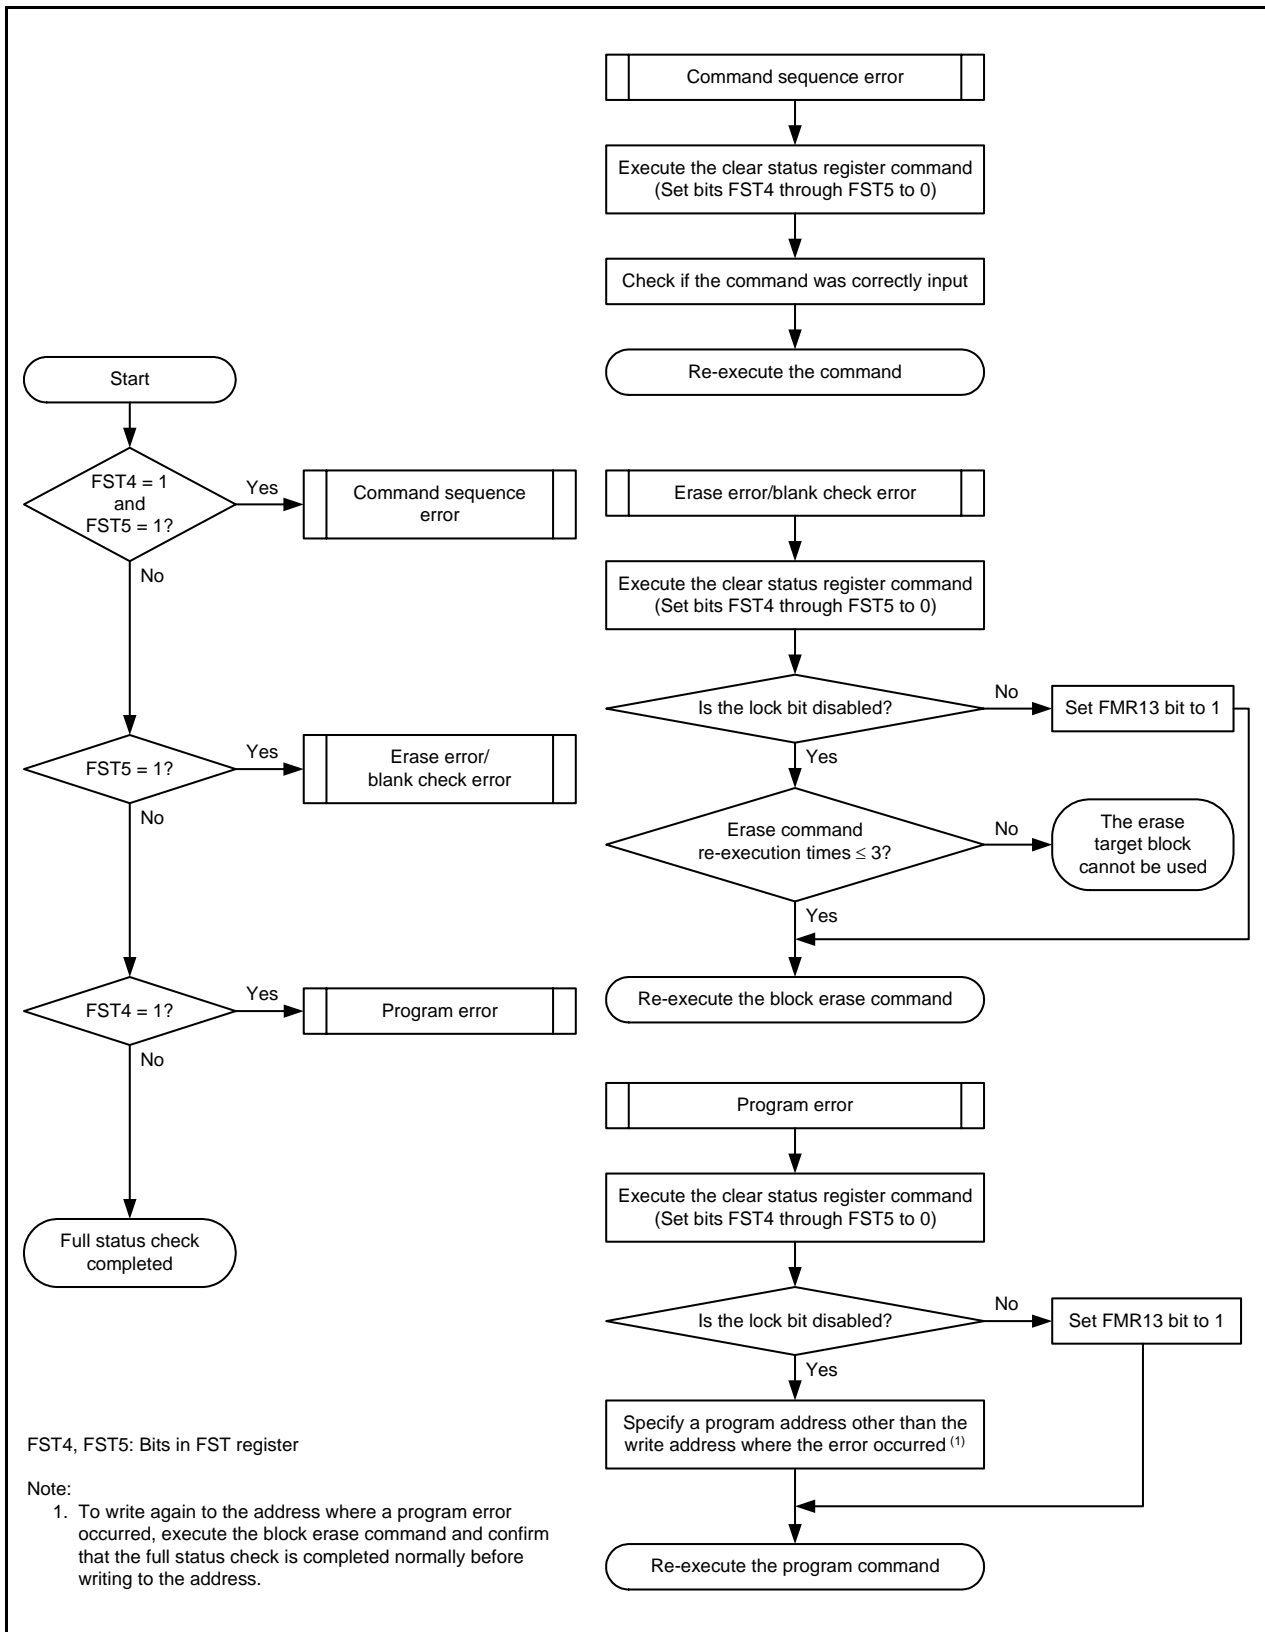 Start
FST4 = 1
and
FST5 = 1?
Yes
No
Command sequence
error
FST5 = 1?
Yes
No
Erase error/
blank check error
FST4 = 1?
Yes
No
Program error
Full status check
completed
FST4, FST5: Bits in FST register
Note:
1. To write again to the address where a program error
occurred, execute the block erase command and confirm
that the full status check is completed normally before
writing to the address.
Command sequence error
Execute the clear status register command
(Set bits FST4 through FST5 to 0)
Check if the command was correctly input
Re-execute the command
Erase error/blank check error
Execute the clear status register command
(Set bits FST4 through FST5 to 0)
Is the lock bit disabled?
No
Set FMR13 bit to 1
Yes
Erase command
re-execution times ≤ 3?
No
The erase
target block
cannot be used
Yes
Re-execute the block erase command
Program error
Execute the clear status register command
(Set bits FST4 through FST5 to 0)
Is the lock bit disabled?
No
Set FMR13 bit to 1
Yes
Specify a program address other than the
write address where the error occurred (1)
Re-execute the program command